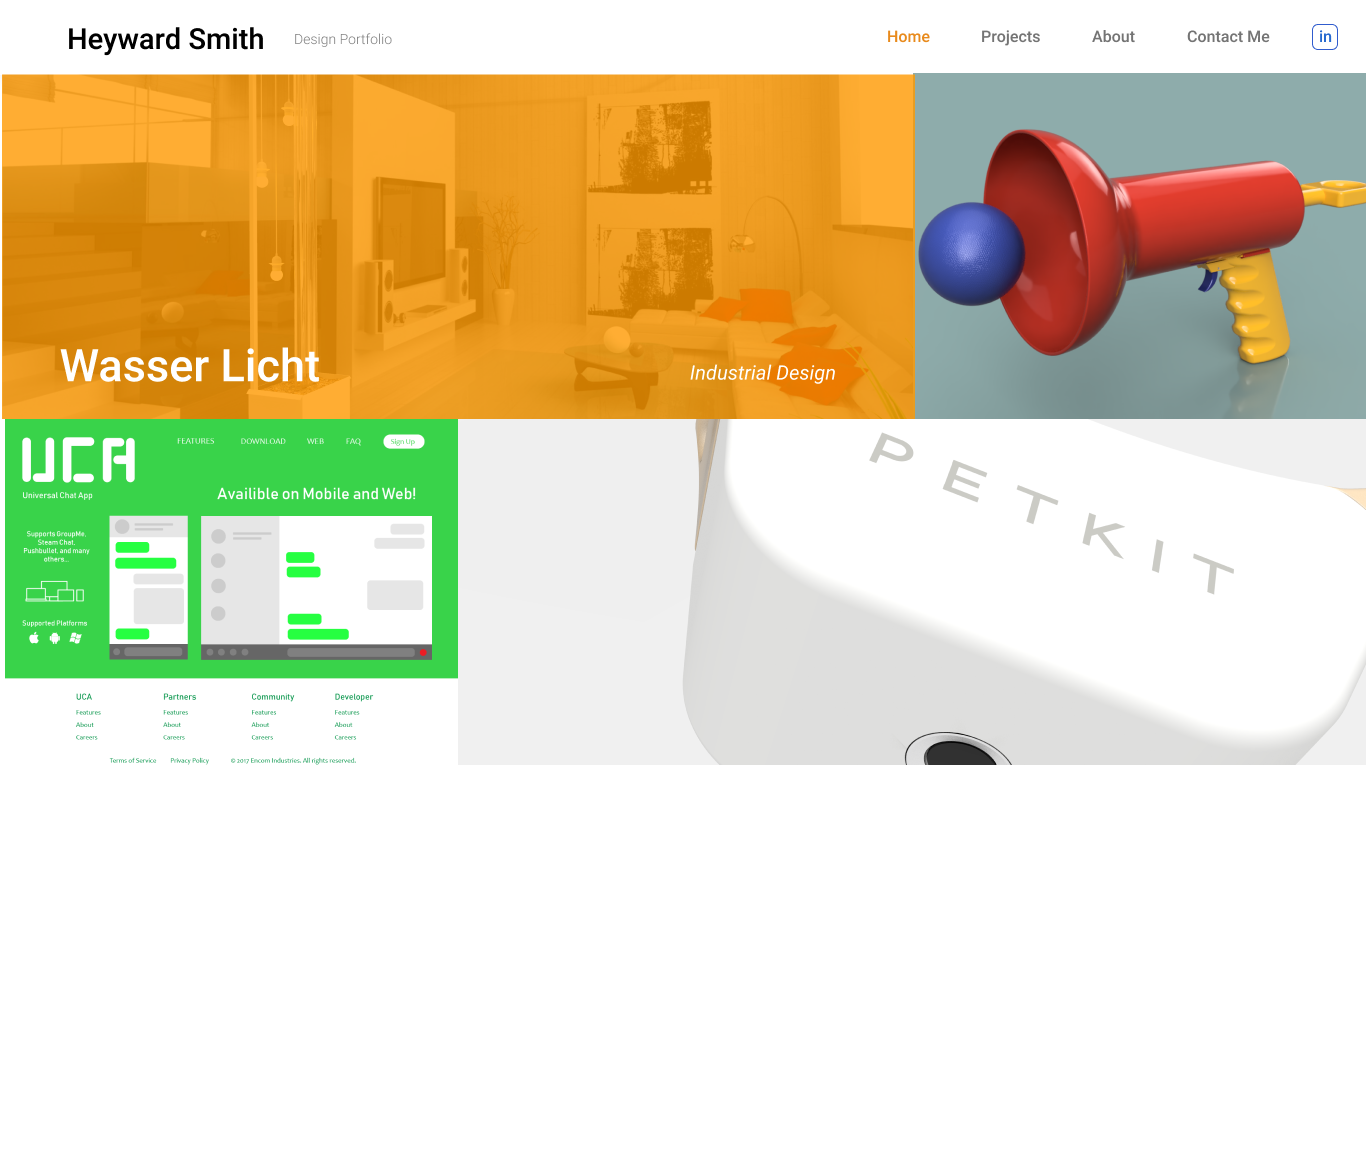 Heyward Smith
Design Portfolio
Home
Projects
About
Contact Me
in
Wasser Licht
Industrial Design
UCA
Universal Chat App
FEATURES
DOWNLOAD
WEB
FAQ
Sign Up
Availible on Mobile and Web!
Supports GroupMe,
Steam Chat,
Pushbullet, and many
others...
Supported Platforms
UCA
Features
About
Careers
Partners
Features
About
Careers
Community
Features
About
Careers
Developer
Features
About
Careers
Terms of Service
Privacy Policy
© 2017 Encom Industries. All rights reserved.
PETKIT